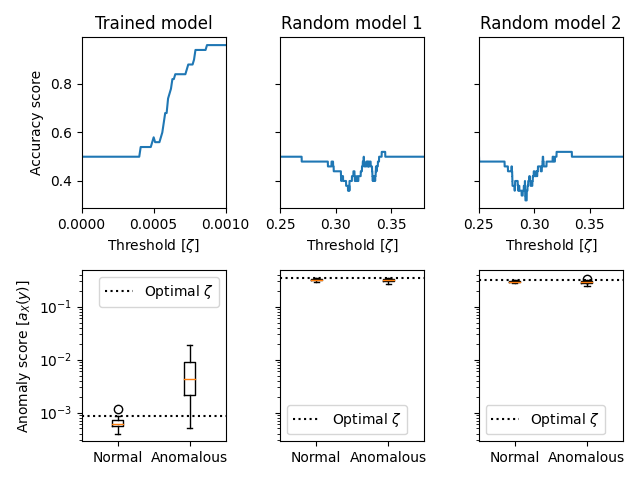 Trained model
Random model 1
Random model 2
Accuracy score
0.8
0.6
0.4
0.0000 0.0005 0.0010
0.25 0.30 0.35
0.25 0.30 0.35
Threshold [ζ]
Threshold [ζ]
Threshold [ζ]
Anomaly score [a_X(y)]
10⁻¹
10⁻²
10⁻³
Optimal ζ
Optimal ζ
Optimal ζ
Normal Anomalous
Normal Anomalous
Normal Anomalous